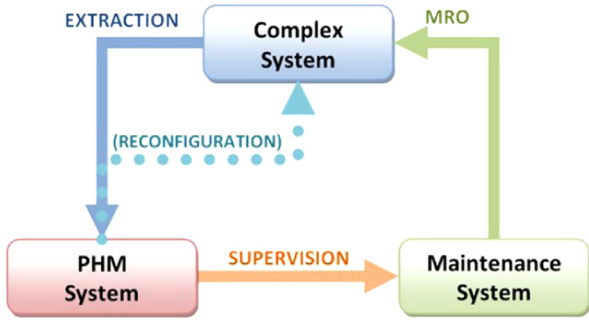 EXTRACTION
Complex
System
MRO
(RECONFIGURATION)
PHM
System
SUPERVISION
Maintenance
System